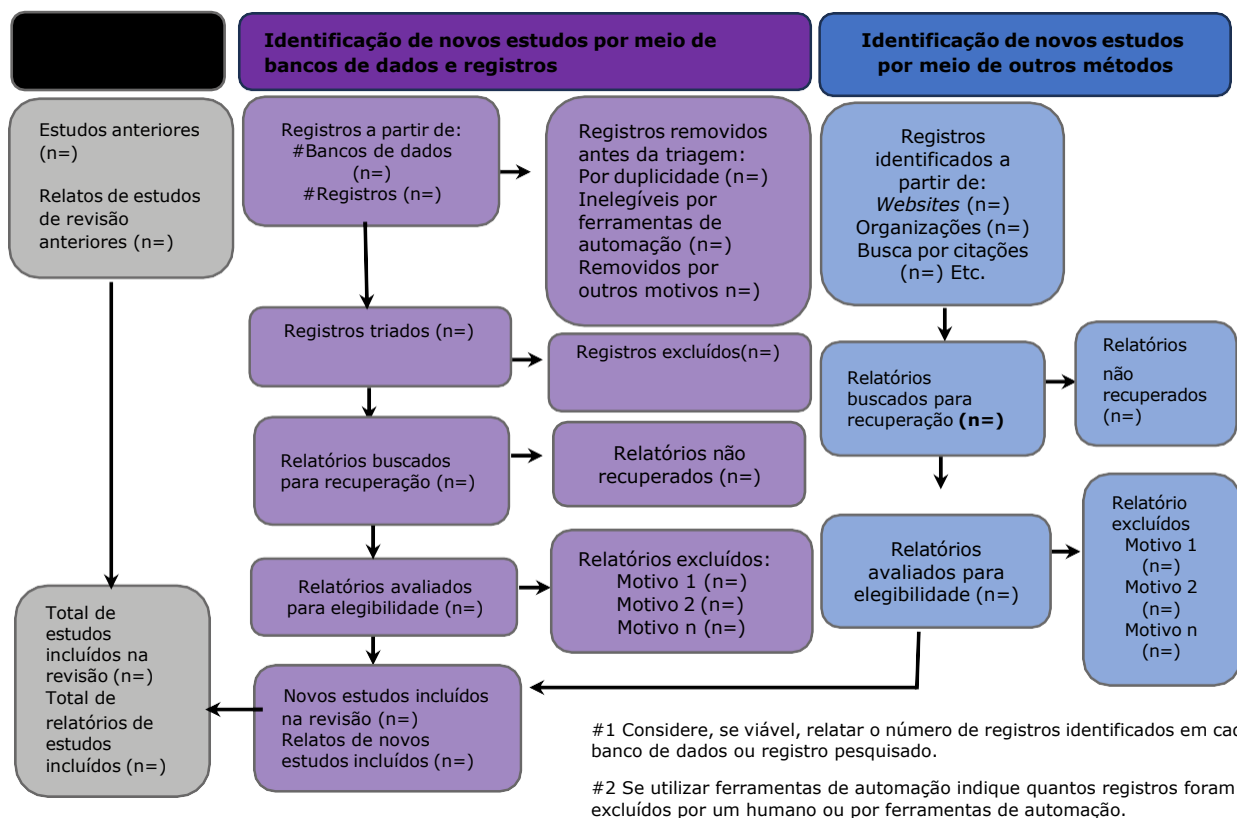 Identificação de novos estudos por meio de
bancos de dados e registros
Identificação de novos estudos
por meio de outros métodos
Estudos anteriores
(n=)
Relatos de estudos
de revisão
anteriores (n=)
Registros a partir de:
#Bancos de dados
(n=)
#Registros (n=)
Registros removidos
antes da triagem:
Por duplicidade (n=)
Inelegíveis por
ferramentas de
automação (n=)
Removidos por
outros motivos n=)
Registros
identificados a
partir de:
Websites (n=)
Organizações (n=)
Busca por citações
(n=) Etc.
Registros triados (n=)
Registros excluídos(n=)
Relatórios
buscados para
recuperação (n=)
Relatórios
não
recuperados
(n=)
Relatórios buscados
para recuperação (n=)
Relatórios não
recuperados (n=)
Relatórios avaliados
para elegibilidade (n=)
Relatórios excluídos:
Motivo 1 (n=)
Motivo 2 (n=)
Motivo n (n=)
Relatórios
avaliados para
elegibilidade (n=)
Relatório
excluídos
Motivo 1
(n=)
Motivo 2
(n=)
Motivo n
(n=)
Total de
estudos
incluídos na
revisão (n=)
Total de
relatórios de
estudos
incluídos (n=)
Novos estudos incluídos
na revisão (n=)
Relatos de novos
estudos incluídos (n=)
#1 Considere, se viável, relatar o número de registros identificados em
banco de dados ou registro pesquisado.
#2 Se utilizar ferramentas de automação indique quantos registros foram
excluídos por um humano ou por ferramentas de automação.